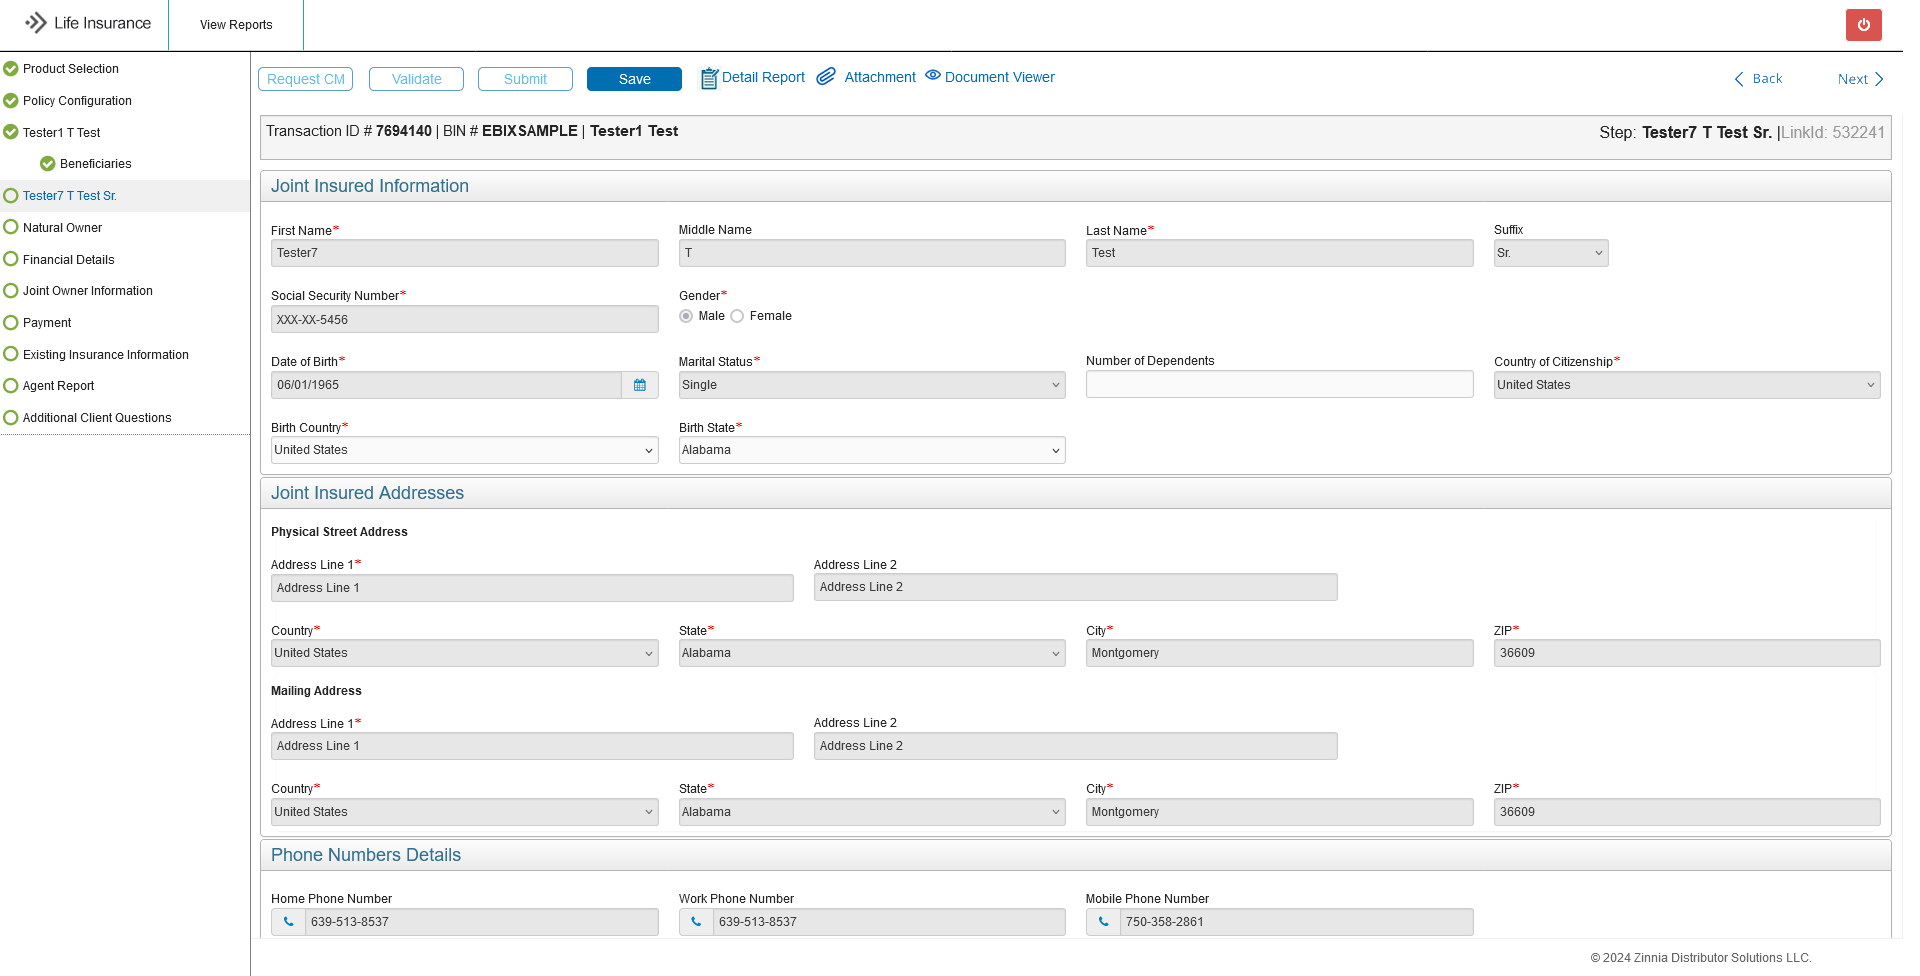 Life Insurance
View Reports
Product Selection
Policy Configuration
Tester1 T Test
Beneficiaries
Tester7 T Test Sr.
Natural Owner
Financial Details
Joint Owner Information
Payment
Existing Insurance Information
Agent Report
Additional Client Questions
Request CM Validate Submit Save Detail Report Attachment Document Viewer Back Next
Transaction ID # 7694140 | BIN # EBIXSAMPLE | Tester1 Test Step: Tester7 T Test Sr. |LinkId: 532241
Joint Insured Information
First Name* Middle Name Last Name* Suffix
Tester7 T Test Sr.
Social Security Number* Gender*
XXX-XX-5456 Male Female
Date of Birth* Marital Status* Number of Dependents Country of Citizenship*
06/01/1965 Single United States
Birth Country* Birth State*
United States Alabama
Joint Insured Addresses
Physical Street Address
Address Line 1* Address Line 2
Address Line 1 Address Line 2
Country* State* City* ZIP*
United States Alabama Montgomery 36609
Mailing Address
Address Line 1* Address Line 2
Address Line 1 Address Line 2
Country* State* City* ZIP*
United States Alabama Montgomery 36609
Phone Numbers Details
Home Phone Number Work Phone Number Mobile Phone Number
639-513-8537 639-513-8537 750-358-2861
© 2024 Zinnia Distributor Solutions LLC.